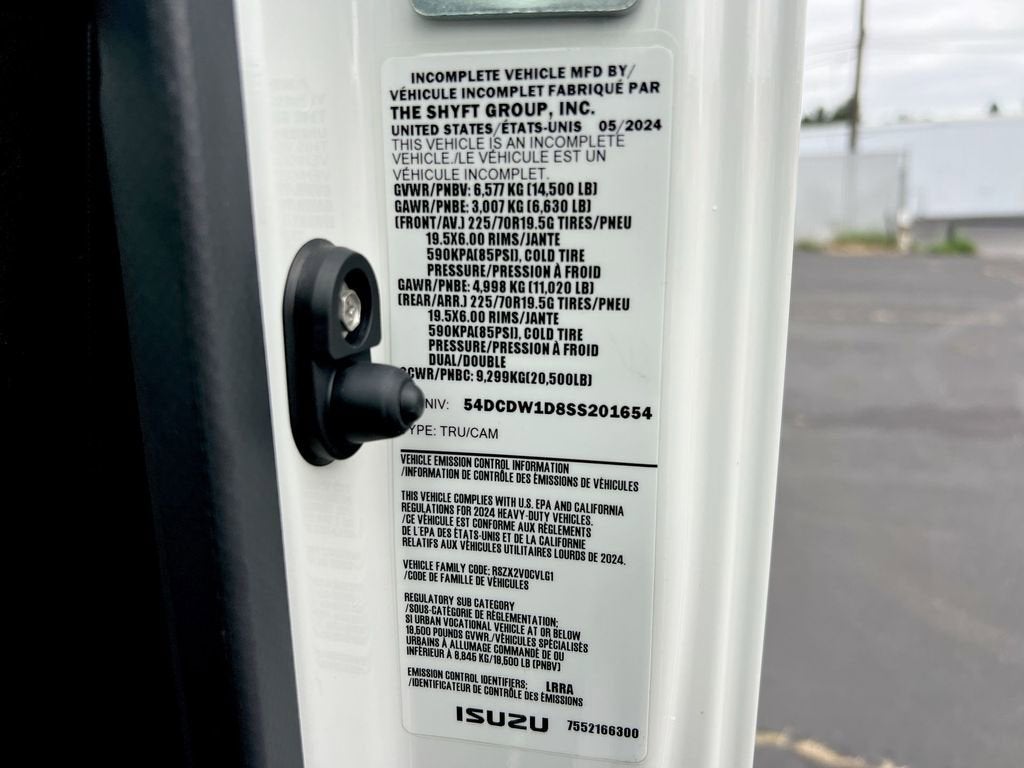 INCOMPLETE VEHICLE MFD BY/
VÉHICULE INCOMPLET FABRIQUÉ PAR
THE SHYFT GROUP, INC.
UNITED STATES/ÉTATS-UNIS 05/2024
THIS VEHICLE IS AN INCOMPLETE
VEHICLE./LE VÉHICULE EST UN
VÉHICULE INCOMPLET.
GVWR/PNBV: 6,577 KG (14,500 LB)
GAWR/PNBE: 3,007 KG (6,630 LB)
(FRONT/AV.) 225/70R19.5G TIRES/PNEU
19.5X6.00 RIMS/JANTE
590KPA(85PSI), COLD TIRE
PRESSURE/PRESSION À FROID
GAWR/PNBE: 4,998 KG (11,020 LB)
(REAR/ARR.) 225/70R19.5G TIRES/PNEU
19.5X6.00 RIMS/JANTE
590KPA(85PSI), COLD TIRE
PRESSURE/PRESSION À FROID
DUAL/DOUBLE
GCWR/PNBC: 9,299KG(20,500LB)
NIV: 54DCDW1D8SS201654
YPE: TRU/CAM
VEHICLE EMISSION CONTROL INFORMATION
/INFORMATION DE CONTRÔLE DES ÉMISSIONS DE VÉHICULES
THIS VEHICLE COMPLIES WITH U.S. EPA AND CALIFORNIA
REGULATIONS FOR 2024 HEAVY-DUTY VEHICLES.
/CE VÉHICULE EST CONFORME AUX RÈGLEMENTS
DE L'EPA DES ÉTATS-UNIS ET DE LA CALIFORNIE
RELATIFS AUX VÉHICULES UTILITAIRES LOURDS DE 2024.
VEHICLE FAMILY CODE: RSZX2VOCVLG1
/CODE DE FAMILLE DE VÉHICULES
REGULATORY SUB CATEGORY
/SOUS-CATÉGORIE DE RÈGLEMENTATION:
SI URBAN VOCATIONAL VEHICLE AT OR BELOW
19,500 POUNDS GVWR./VÉHICULES SPÉCIALISÉS
URBAINS À ALLUMAGE COMMANDÉ DE OU
INFÉRIEUR À 8,845 KG/19,500 LB (PNBV)
EMISSION CONTROL IDENTIFIERS: LRRA
/IDENTIFICATEUR DE CONTRÔLE DES ÉMISSIONS
ISUZU 7552166300